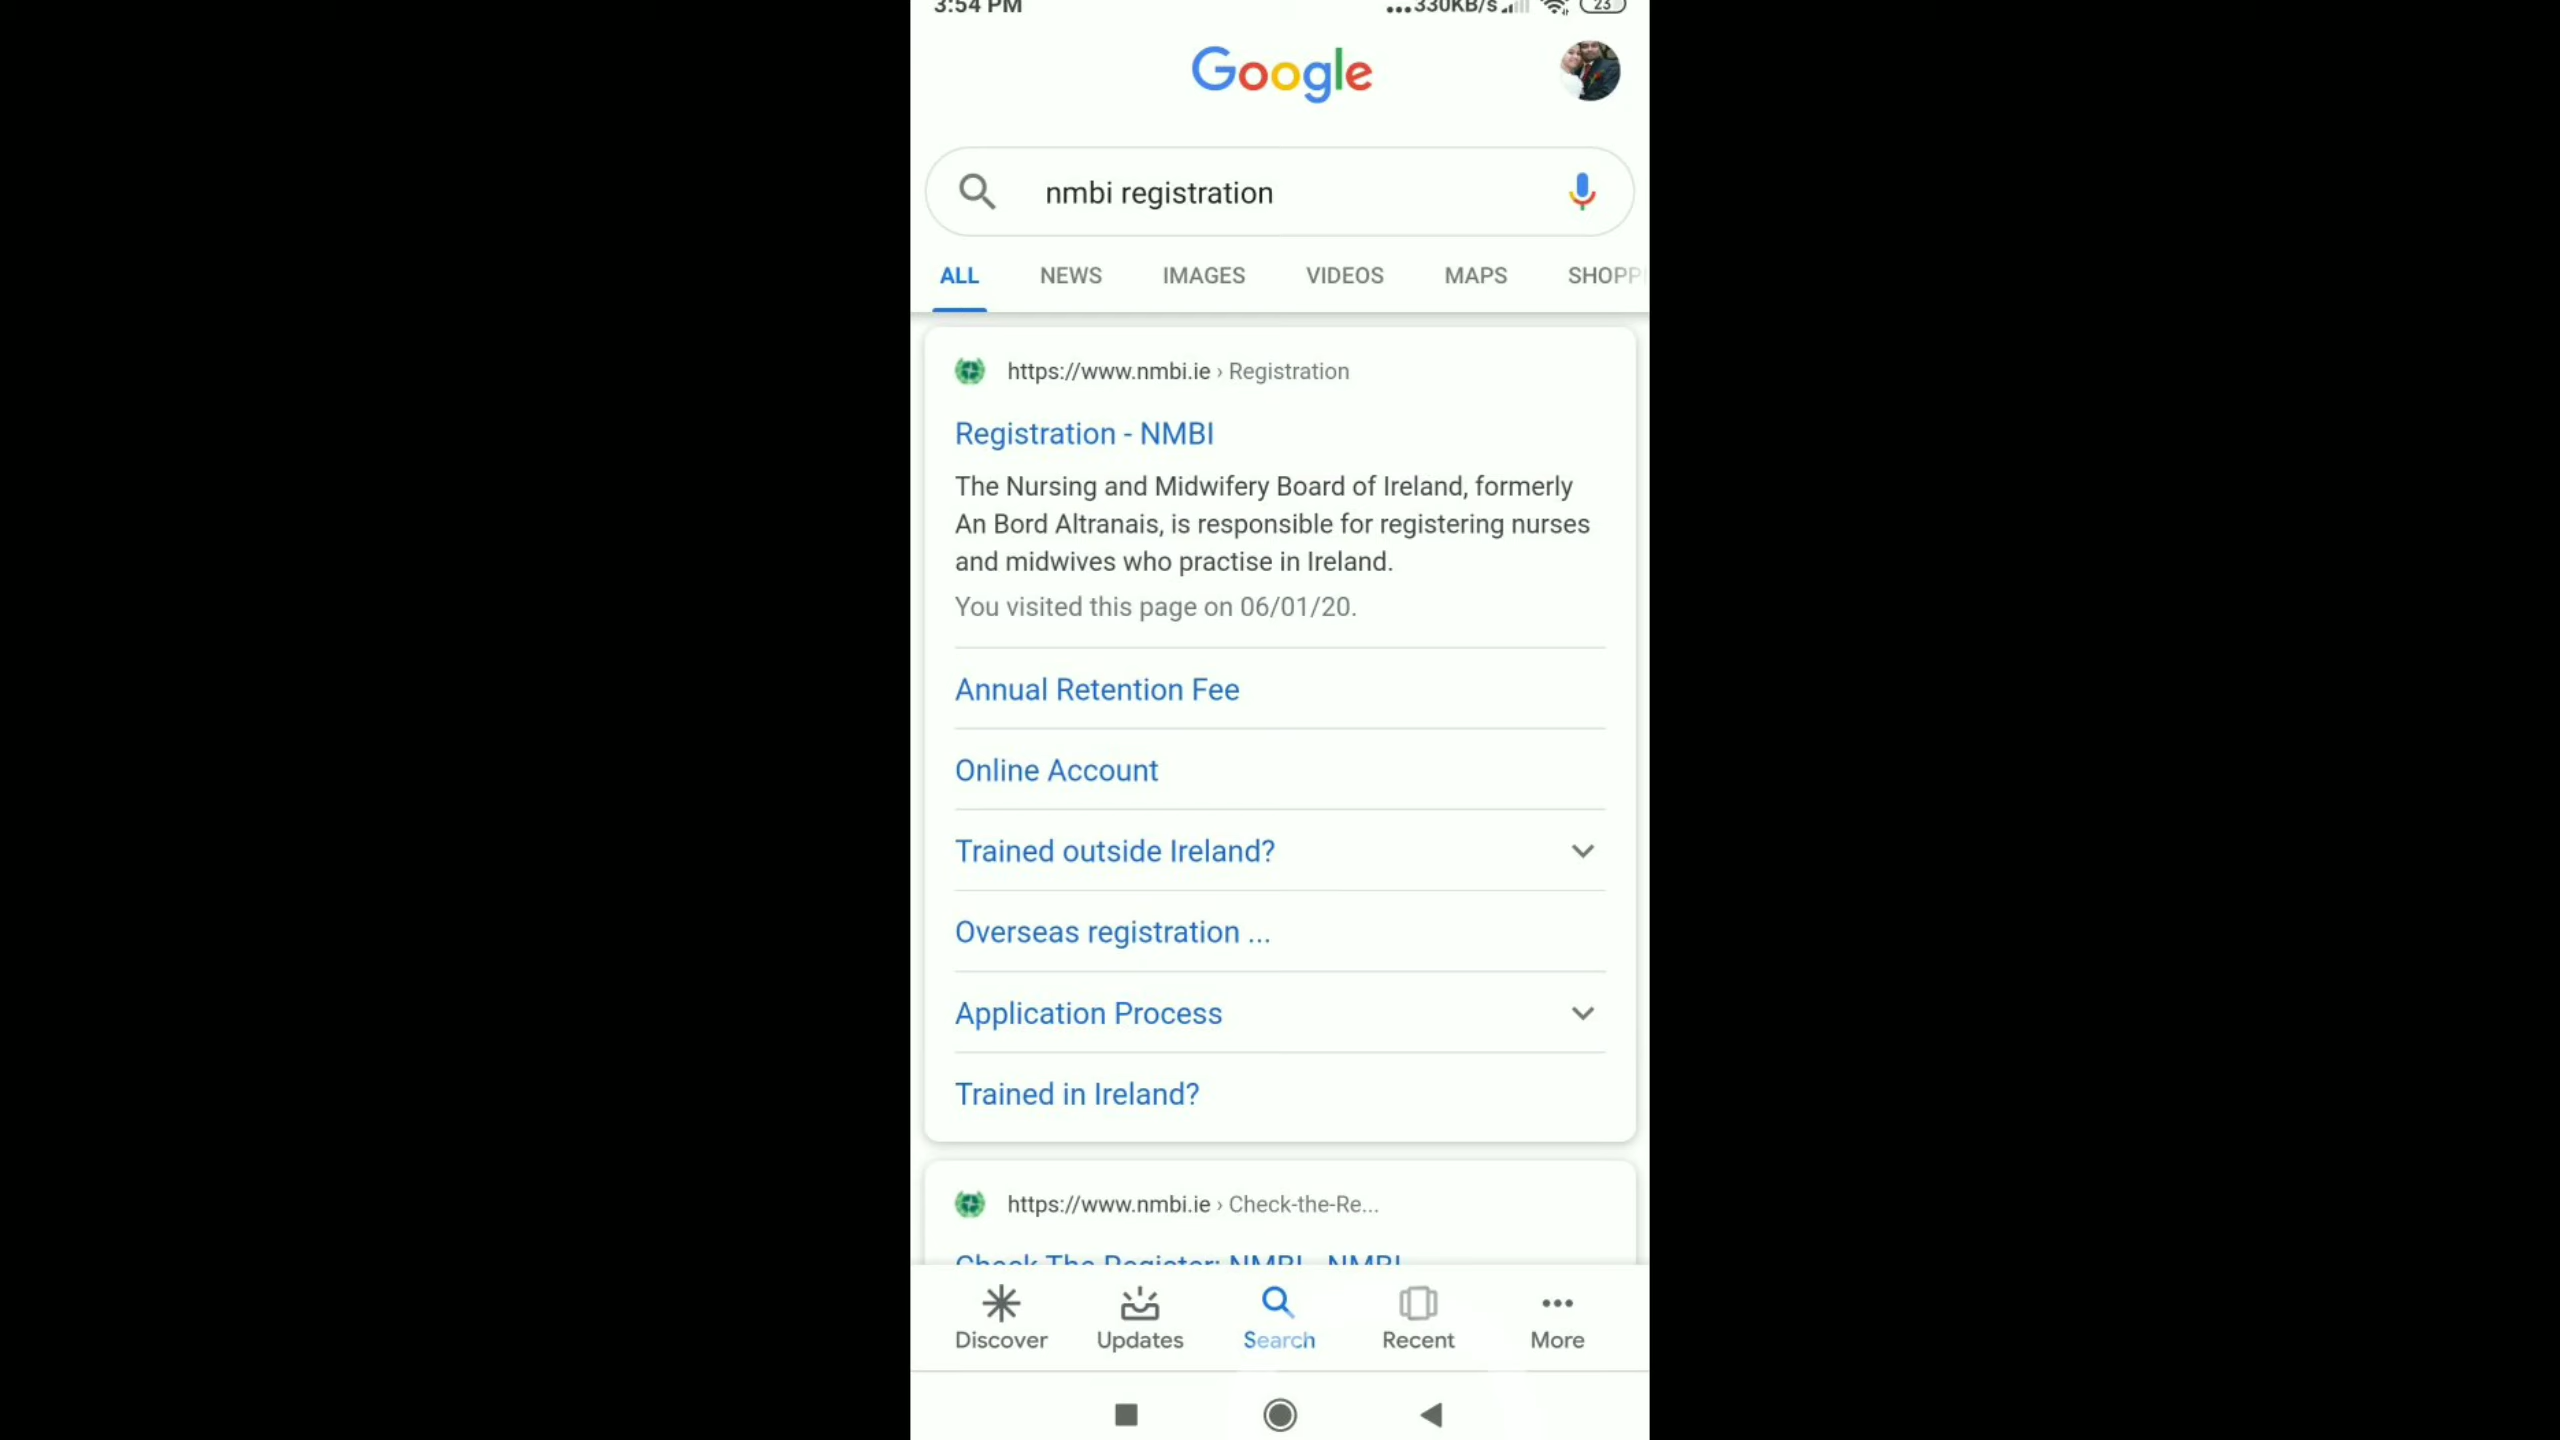 3:54 PM
...330KB/s
23
Google
nmbi registration
ALL NEWS IMAGES VIDEOS MAPS SHOPP
https://www.nmbi.ie › Registration
Registration - NMBI
The Nursing and Midwifery Board of Ireland, formerly
An Bord Altranais, is responsible for registering nurses
and midwives who practise in Ireland.
You visited this page on 06/01/20.
Annual Retention Fee
Online Account
Trained outside Ireland?
Overseas registration ...
Application Process
Trained in Ireland?
https://www.nmbi.ie › Check-the-Re...
Check The Register: NMBI - NMBI
Discover Updates Search Recent More